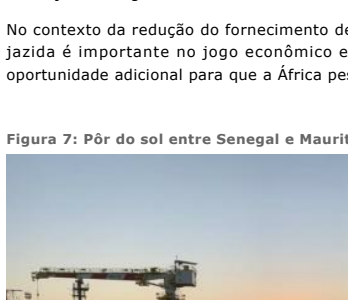 No contexto da redução do fornecimento de
jazida é importante no jogo econômico e
oportunidade adicional para que a África pes
Figura 7: Pôr do sol entre Senegal e Maurit